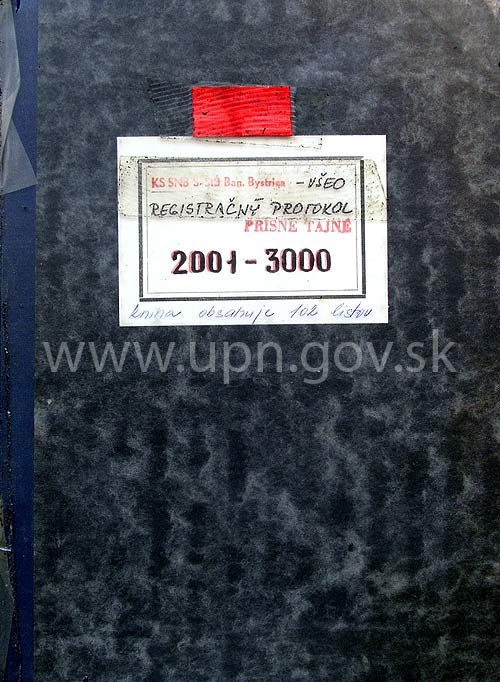 KS SNB S-ŠtB Ban. Bystrica - VŠEO
REGISTRAČNÝ PROTOKOL
PRÍSNE TAJNÉ
2001 - 3000
kniha obsahuje 102 listov
www.upn.gov.sk